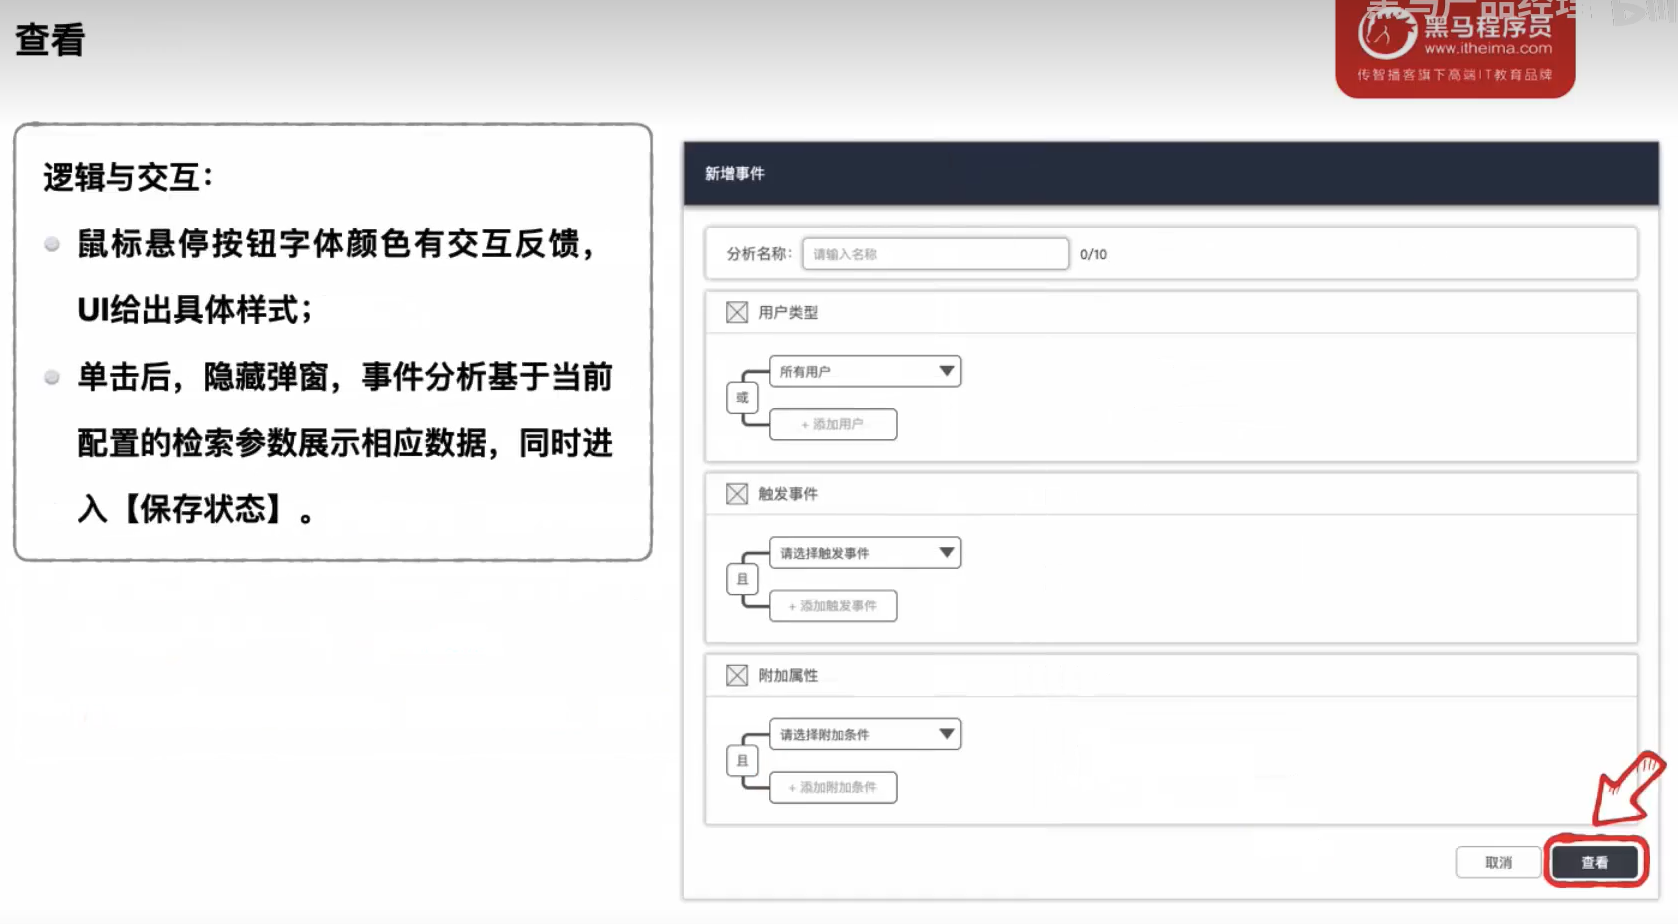 查看
黑马产品经理
黑马程序员
www.itheima.com
传智播客旗下高端IT教育品牌
逻辑与交互：
鼠标悬停按钮字体颜色有交互反馈，
UI给出具体样式；
单击后，隐藏弹窗，事件分析基于当前
配置的检索参数展示相应数据，同时进
入【保存状态】。
新增事件
分析名称： 请输入名称 0/10
用户类型
所有用户
或
+ 添加用户
触发事件
请选择触发事件
且
+ 添加触发事件
附加属性
请选择附加条件
且
+ 添加附加条件
取消 查看